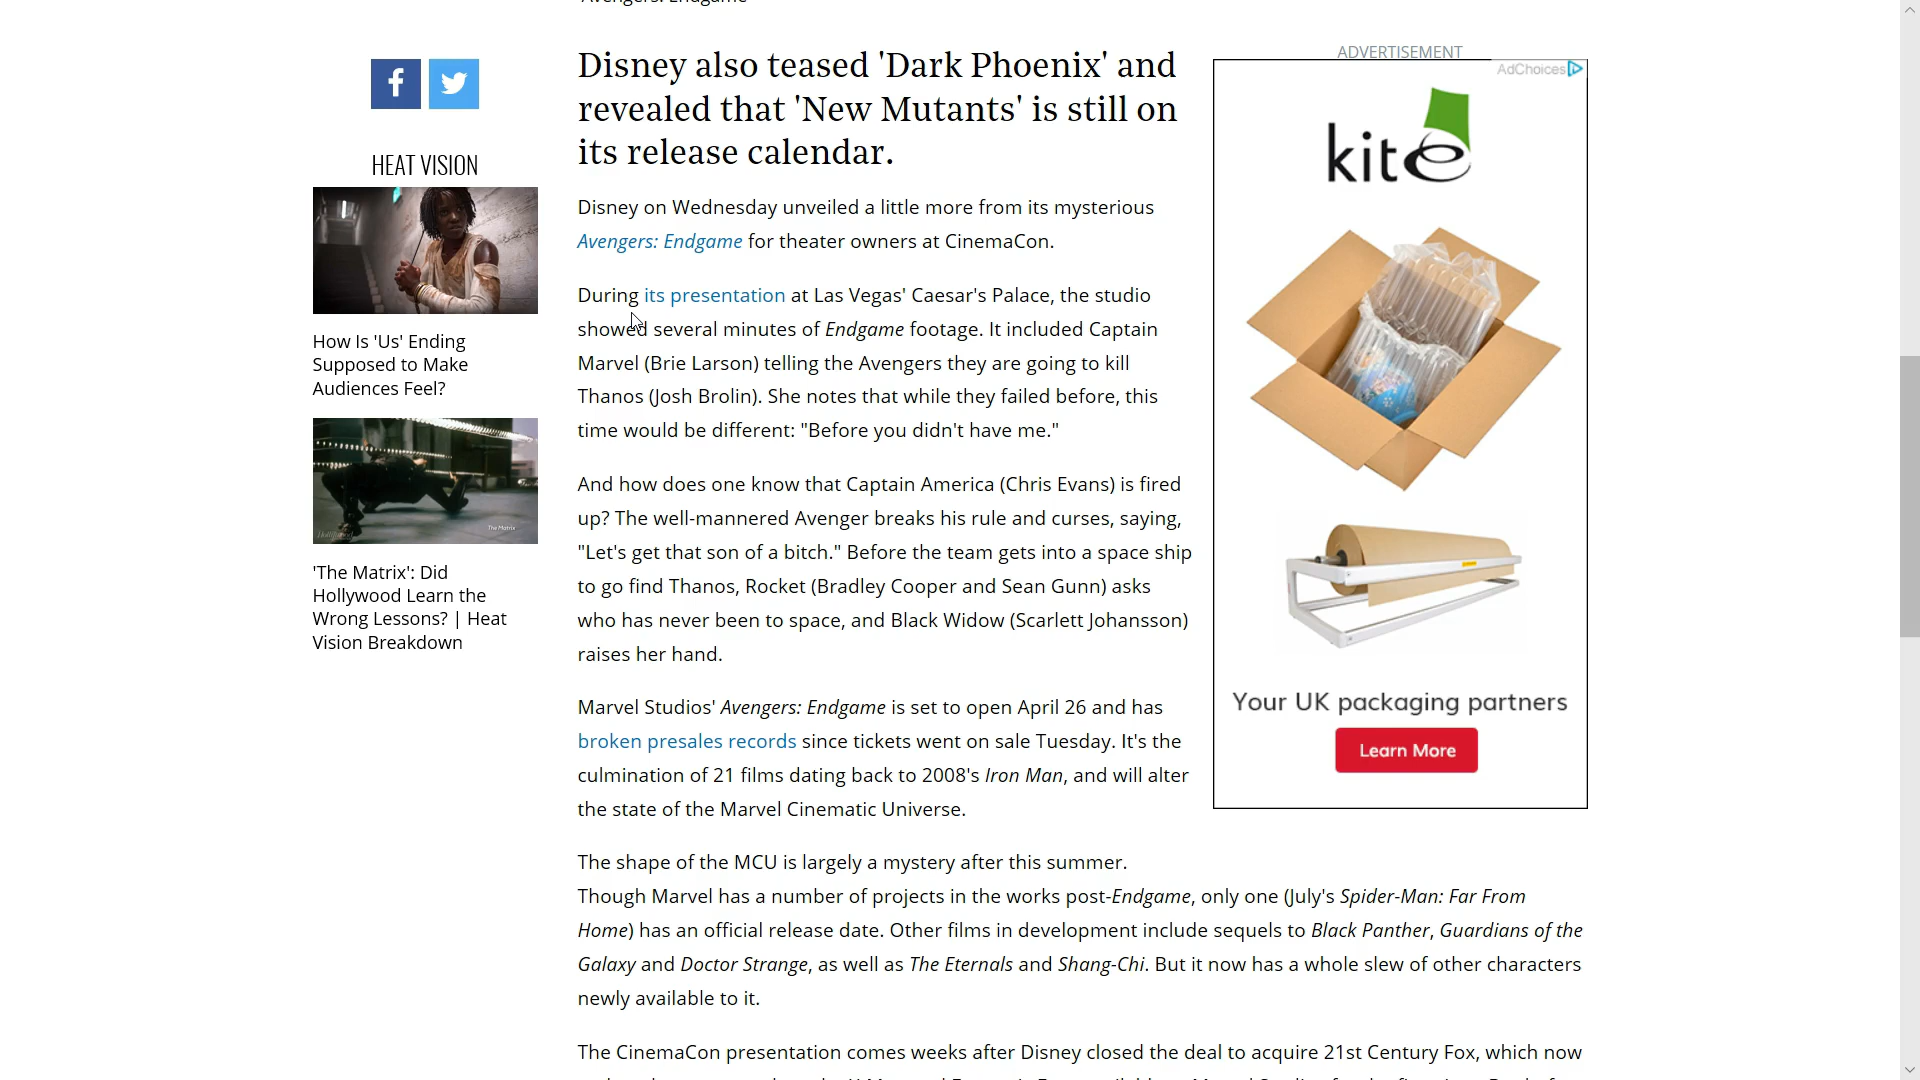 ADVERTISEMENT
AdChoices
Disney also teased 'Dark Phoenix' and
revealed that 'New Mutants' is still on
its release calendar.
HEAT VISION
How Is 'Us' Ending
Supposed to Make
Audiences Feel?
The Matrix
'The Matrix': Did
Hollywood Learn the
Wrong Lessons? | Heat
Vision Breakdown
Disney on Wednesday unveiled a little more from its mysterious
Avengers: Endgame for theater owners at CinemaCon.
During its presentation at Las Vegas' Caesar's Palace, the studio
showed several minutes of Endgame footage. It included Captain
Marvel (Brie Larson) telling the Avengers they are going to kill
Thanos (Josh Brolin). She notes that while they failed before, this
time would be different: "Before you didn't have me."
And how does one know that Captain America (Chris Evans) is fired
up? The well-mannered Avenger breaks his rule and curses, saying,
"Let's get that son of a bitch." Before the team gets into a space ship
to go find Thanos, Rocket (Bradley Cooper and Sean Gunn) asks
who has never been to space, and Black Widow (Scarlett Johansson)
raises her hand.
Marvel Studios' Avengers: Endgame is set to open April 26 and has
broken presales records since tickets went on sale Tuesday. It's the
culmination of 21 films dating back to 2008's Iron Man, and will alter
the state of the Marvel Cinematic Universe.
The shape of the MCU is largely a mystery after this summer.
Though Marvel has a number of projects in the works post-Endgame, only one (July's Spider-Man: Far From
Home) has an official release date. Other films in development include sequels to Black Panther, Guardians of the
Galaxy and Doctor Strange, as well as The Eternals and Shang-Chi. But it now has a whole slew of other characters
newly available to it.
The CinemaCon presentation comes weeks after Disney closed the deal to acquire 21st Century Fox, which now
kite
Your UK packaging partners
Learn More